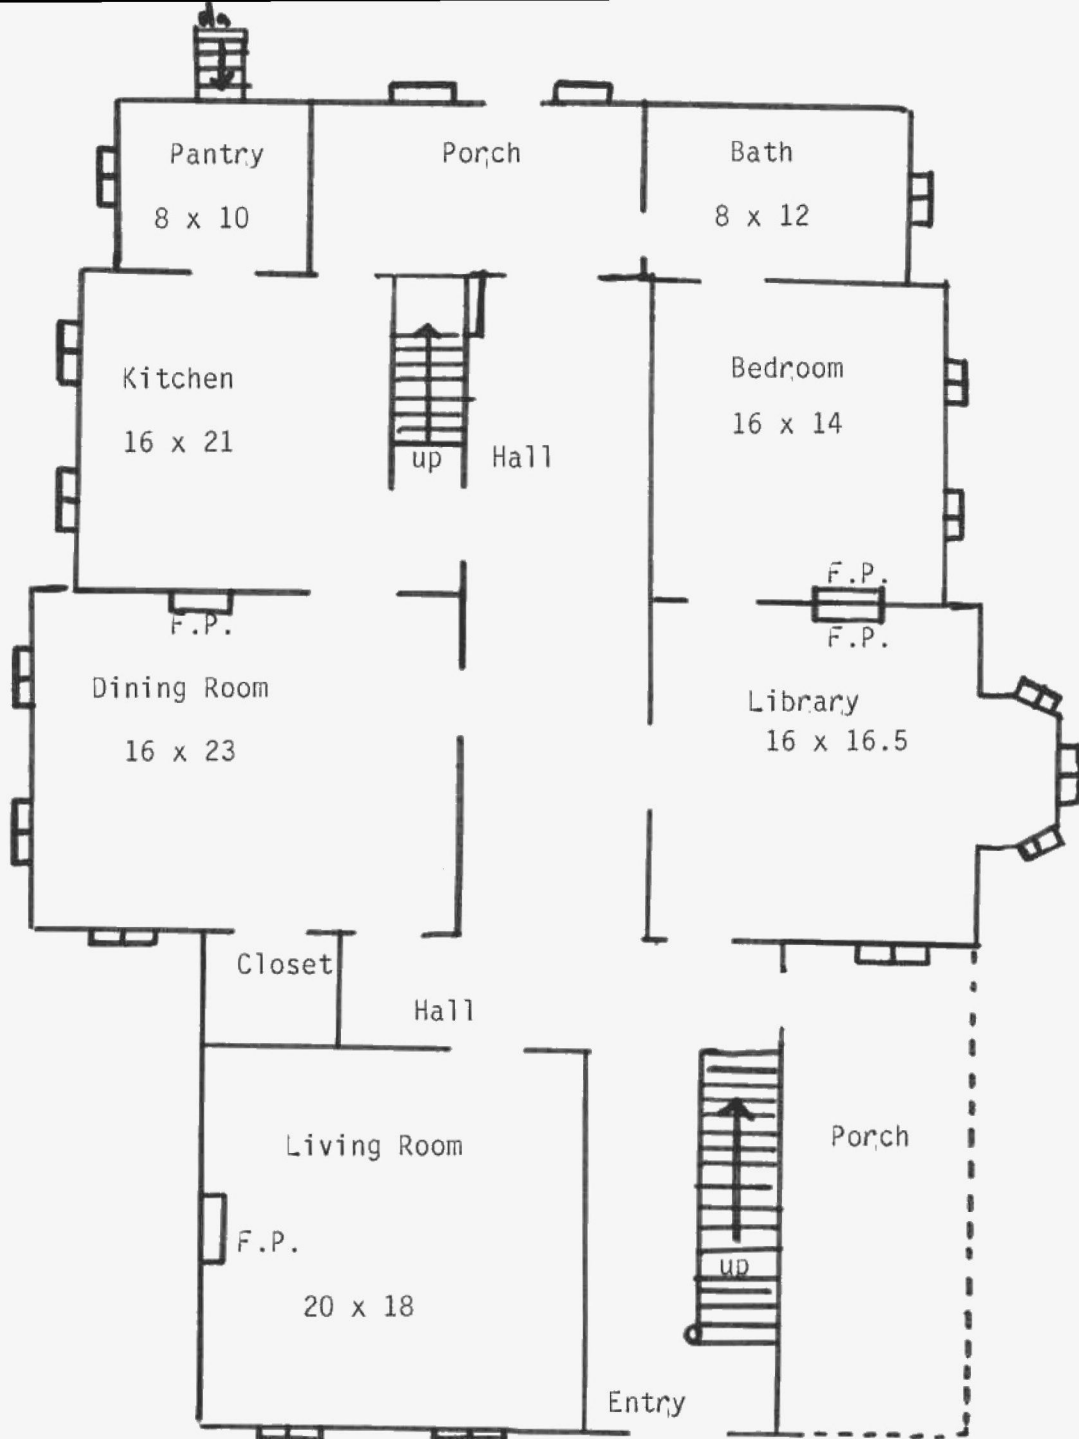 dn
Pantry
8 x 10
Porch
Bath
8 x 12
Kitchen
16 x 21
up
Hall
Bedroom
16 x 14
F.P.
F.P.
F.P.
Dining Room
16 x 23
Library
16 x 16.5
Closet
Hall
Living Room
F.P.
20 x 18
up
Porch
Entry